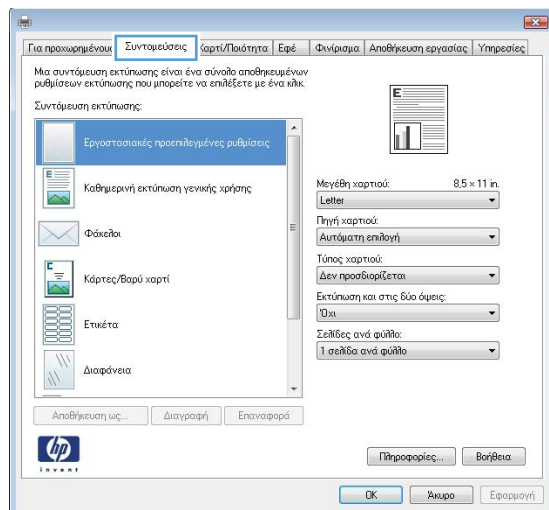 Για προχωρημένου Συντομεύσεις Χαρτί/Ποιότητα Εφέ Φινίρισμα Αποθήκευση εργασίας Υπηρεσίες
Μια συντόμευση εκτύπωσης είναι ένα σύνολο αποθηκευμένων
ρυθμίσεων εκτύπωσης που μπορείτε να επιλέξετε με ένα κλικ.
Συντόμευση εκτύπωσης:
Εργοστασιακές προεπιλεγμένες ρυθμίσεις
Καθημερινή εκτύπωση γενικής χρήσης
Φάκελοι
Κάρτες/Βαρύ χαρτί
Ετικέτα
Διαφάνεια
E
Μεγέθη χαρτιού: 8,5 × 11 in.
Letter
Πηγή χαρτιού:
Αυτόματη επιλογή
Τύπος χαρτιού:
Δεν προσδιορίζεται
Εκτύπωση και στις δύο όψεις:
Όχι
Σελίδες ανά φύλλο:
1 σελίδα ανά φύλλο
Αποθήκευση ως... Διαγραφή Επαναφορά
hp
invent
Πληροφορίες... Βοήθεια
OK Άκυρο Εφαρμογή